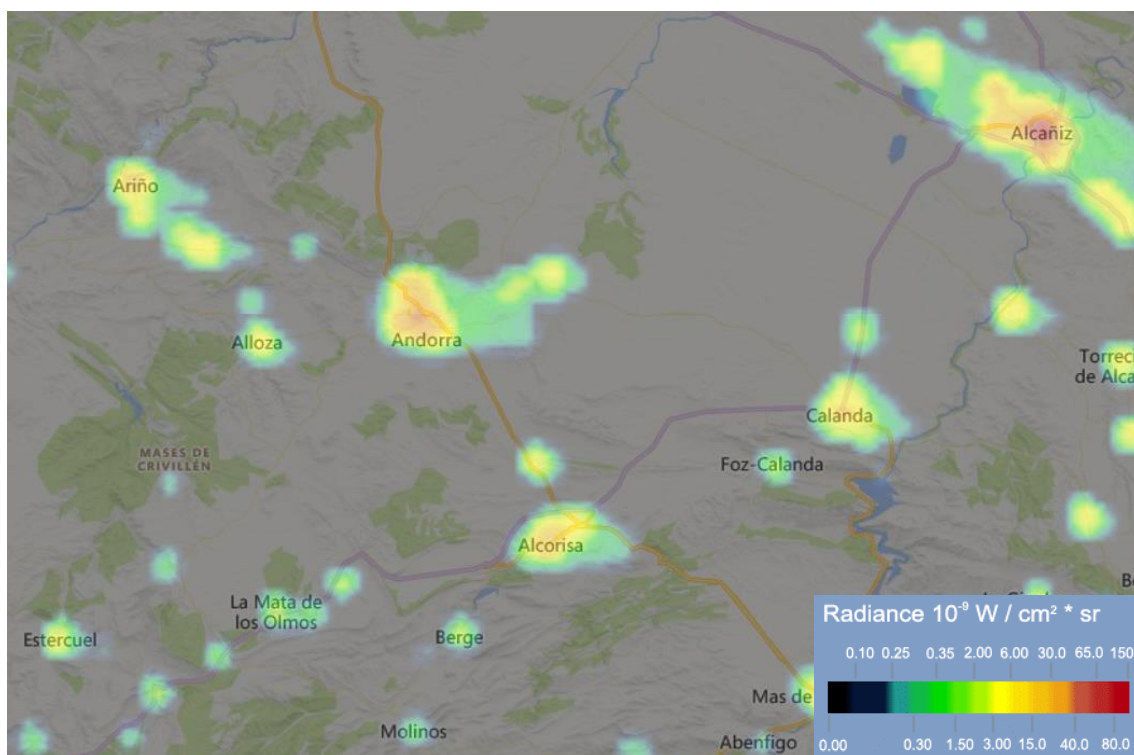 Alcañiz
Ariño
Andorra
Alloza
Torrec
de Alca
Calanda
MASES DE
CRIVILLÉN
Foz-Calanda
Alcorisa
La Mata de
los Olmos
Estercuel
Berge
Mas de
Molinos
Abenfigo
Radiance 10⁻⁹ W / cm² * sr
0.10 0.25 0.35 2.00 6.00 30.0 65.0 150
0.00 0.30 1.50 3.00 15.0 40.0 80.0